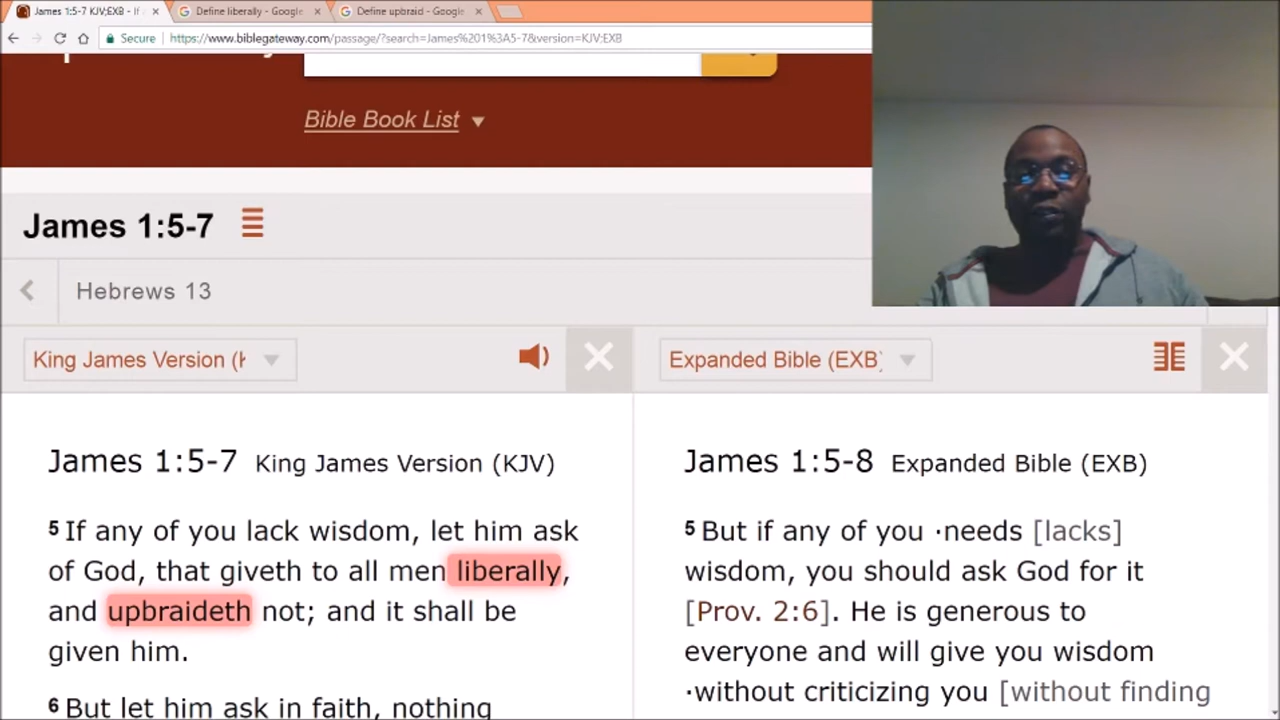 James 1:5-7 KJV;EXB - If A
Define liberally - Google
Define upbraid - Google
Secure
https://www.biblegateway.com/passage/?search=James%201%3A5-7&version=KJV;EXB
Bible Book List
James 1:5-7
Hebrews 13
King James Version (K
Expanded Bible (EXB)
James 1:5-7 King James Version (KJV)
5 If any of you lack wisdom, let him ask
of God, that giveth to all men liberally,
and upbraideth not; and it shall be
given him.
6 But let him ask in faith, nothing
James 1:5-8 Expanded Bible (EXB)
5 But if any of you ·needs [lacks]
wisdom, you should ask God for it
[Prov. 2:6]. He is generous to
everyone and will give you wisdom
·without criticizing you [without finding